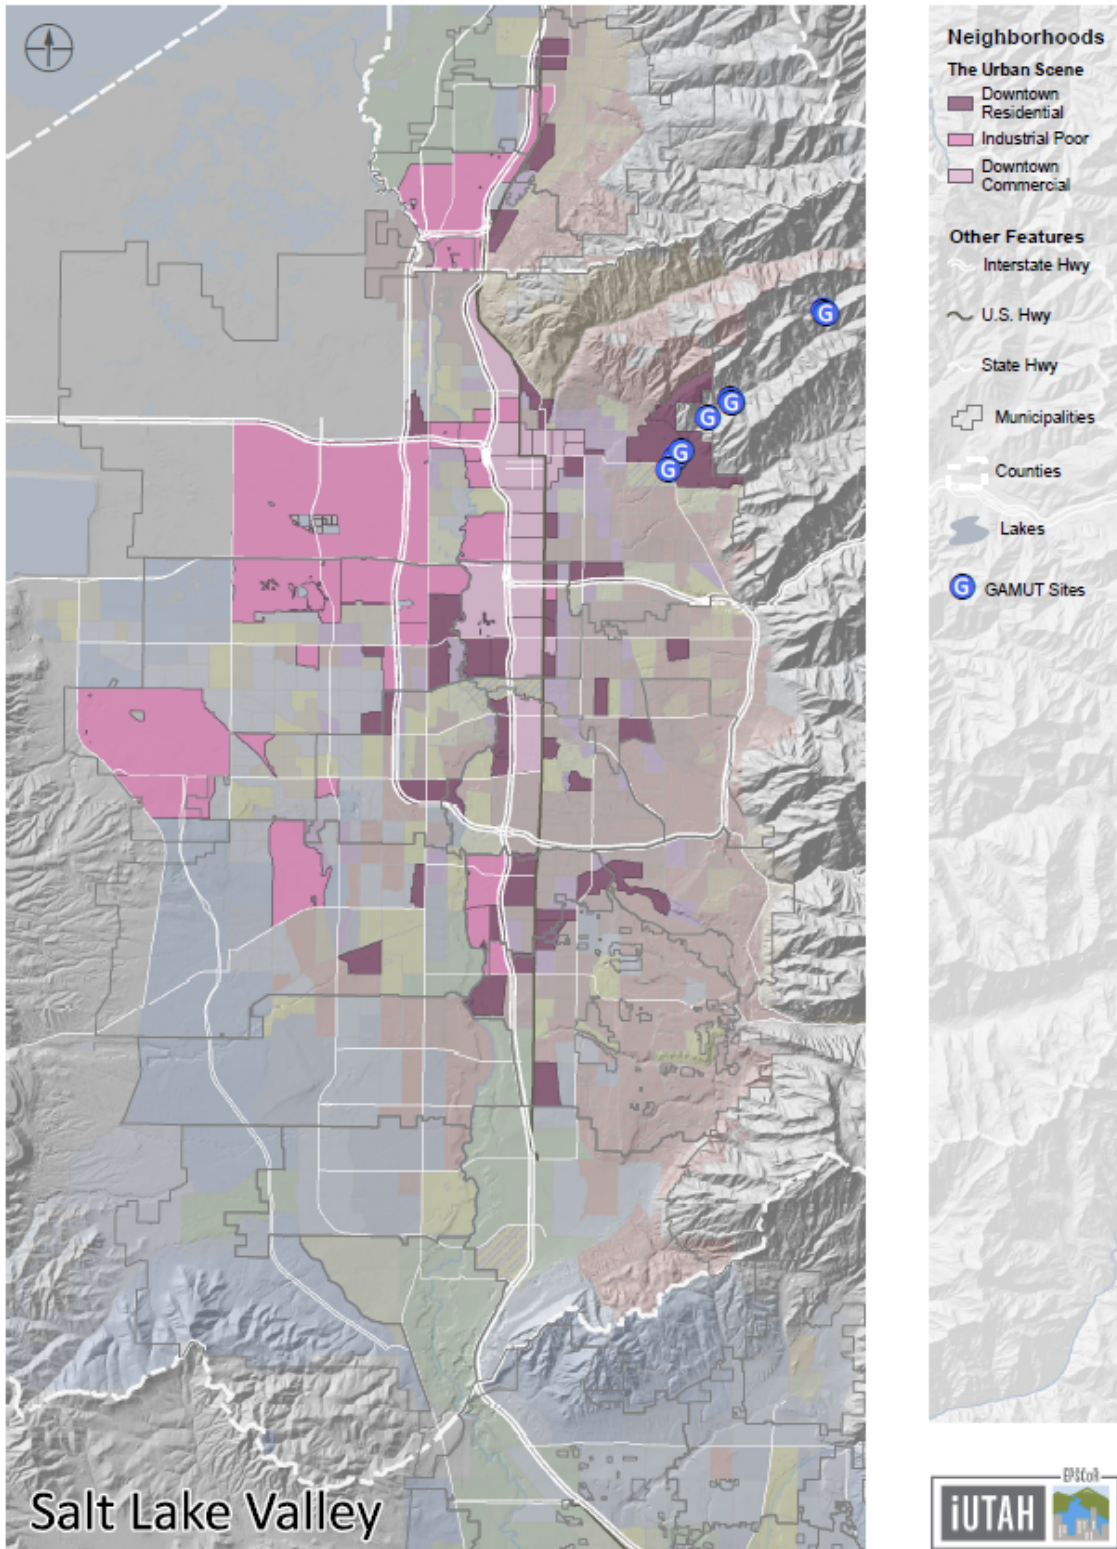 Neighborhoods
The Urban Scene
Downtown
Residential
Industrial Poor
Downtown
Commercial
Other Features
Interstate Hwy
U.S. Hwy
State Hwy
Municipalities
Counties
Lakes
G GAMUT Sites
G
G
G
G
G
Salt Lake Valley
EPSCoR
iUTAH